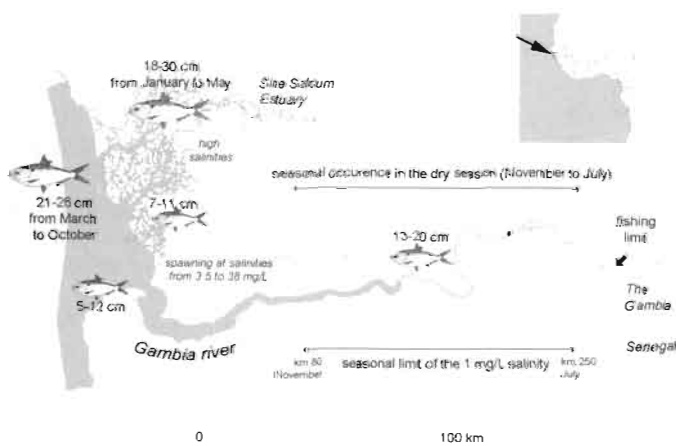 18-30 cm
from January to May
Sine Salcum
Estuary
high
salinities
seasonal occurence in the dry season (November to July)
21-26 cm
from March
to October
7-11 cm
13-20 cm
fishing
limit
spawning at salinities
from 3 5 to 38 mg/L
5-12 cm
The
Gambia
Gambia river
Senegal
km 80
November
seasonal limit of the 1 mg/L salinity
km 250
July
0
100 km